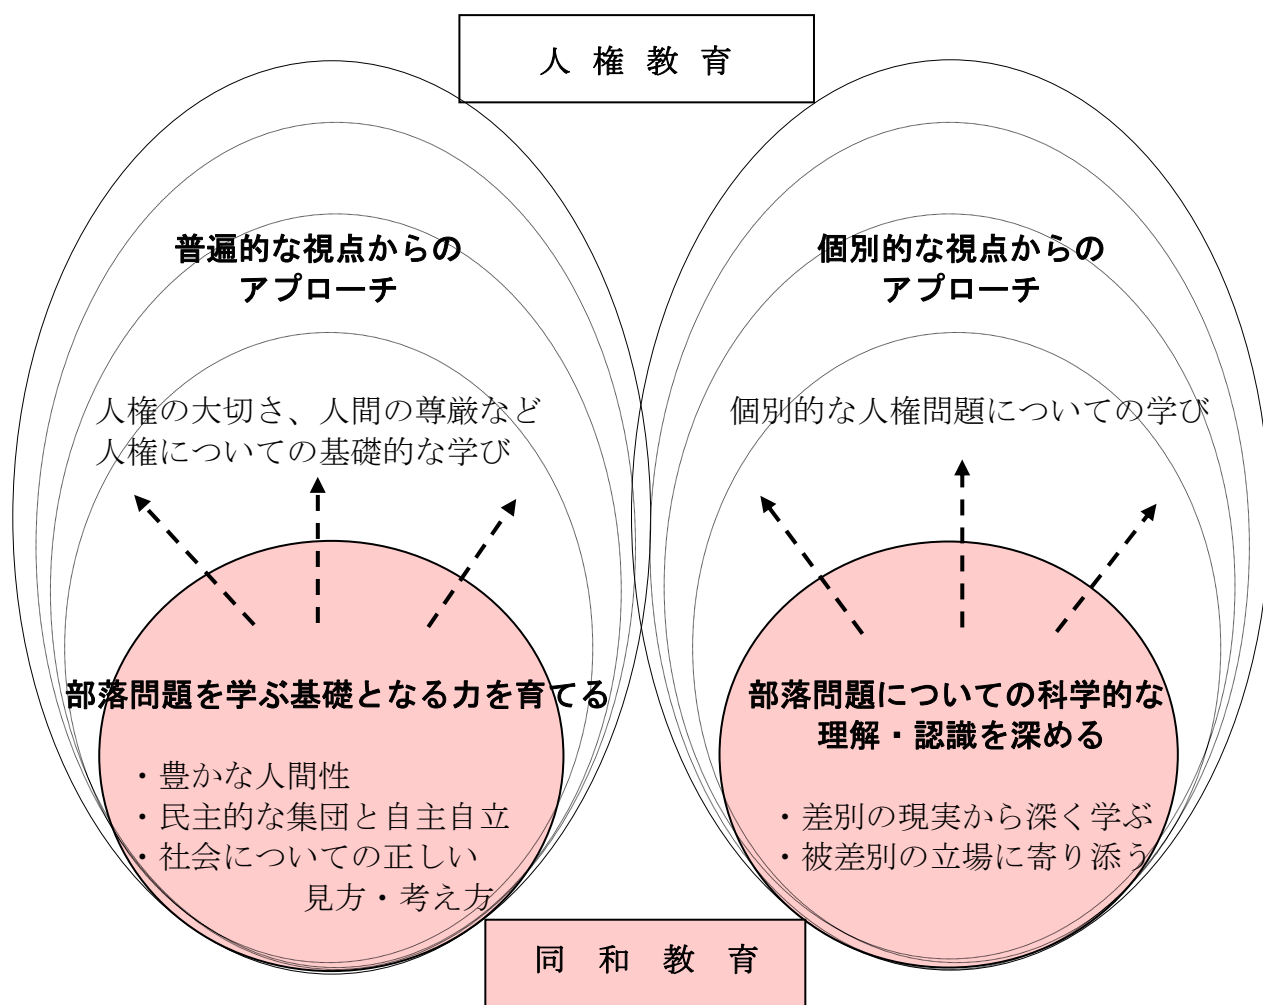 人権教育
普遍的な視点からの
アプローチ
人権の大切さ、人間の尊厳など
人権についての基礎的な学び
部落問題を学ぶ基礎となる力を育てる
・豊かな人間性
・民主的な集団と自主自立
・社会についての正しい
見方・考え方
個別的な視点からの
アプローチ
個別的な人権問題についての学び
部落問題についての科学的な
理解・認識を深める
・差別の現実から深く学ぶ
・被差別の立場に寄り添う
同和教育